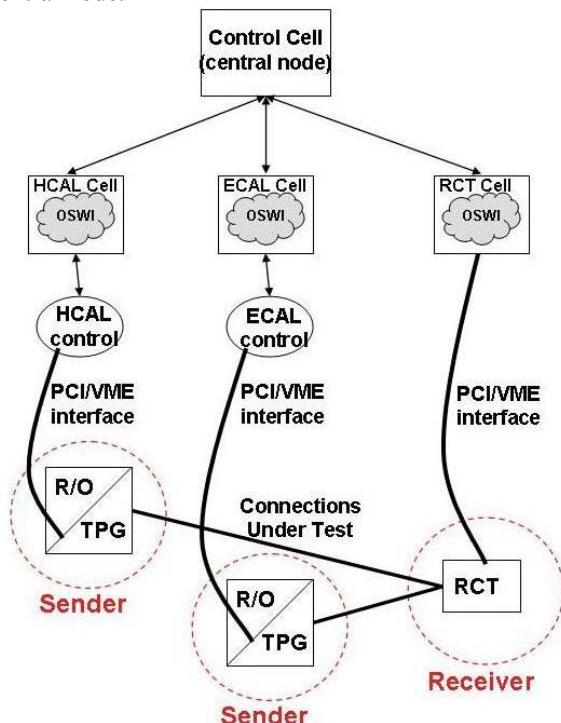 Control Cell
(central node)
HCAL Cell
OSWI
ECAL Cell
OSWI
RCT Cell
OSWI
HCAL
control
ECAL
control
PCI/VME
interface
PCI/VME
interface
PCI/VME
interface
R/O
TPG
Connections
Under Test
Sender
R/O
TPG
Sender
RCT
Receiver